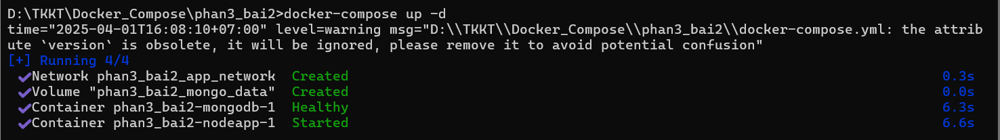 D:\TKKT\Docker_Compose\phan3_bai2>docker-compose up -d
time="2025-04-01T16:08:10+07:00" level=warning msg="D:\\TKKT\\Docker_Compose\\phan3_bai2\\docker-compose.yml: the attrib
ute `version` is obsolete, it will be ignored, please remove it to avoid potential confusion"
[+] Running 4/4
✔Network phan3_bai2_app_network  Created 0.3s
✔Volume "phan3_bai2_mongo_data"  Created 0.0s
✔Container phan3_bai2-mongodb-1  Healthy 6.3s
✔Container phan3_bai2-nodeapp-1  Started 6.6s